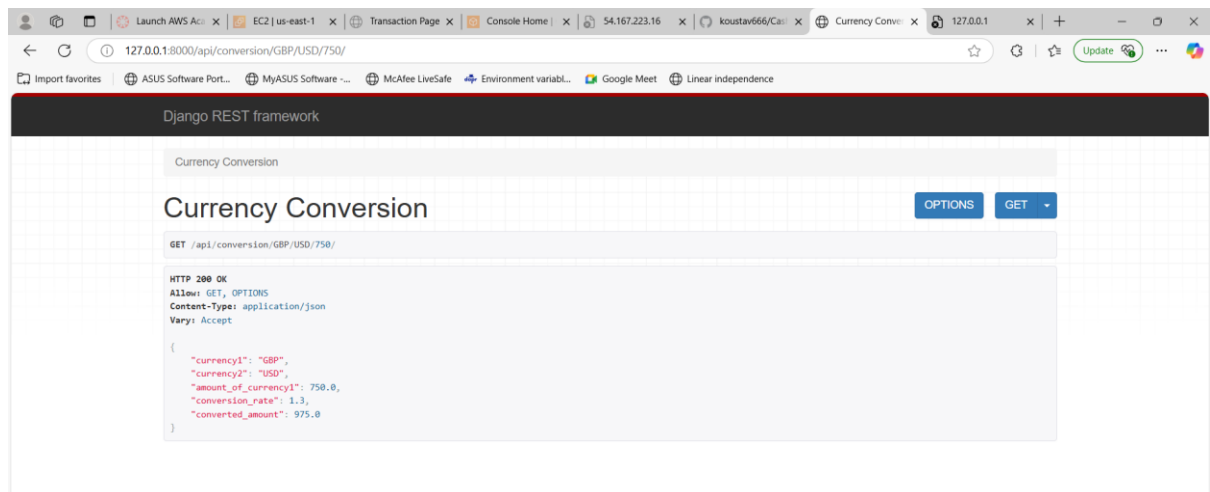 Launch AWS Aca
EC2 | us-east-1
Transaction Page
Console Home |
54.167.223.16
koustav666/Cas
Currency Conver
127.0.0.1
127.0.0.1:8000/api/conversion/GBP/USD/750/
Update
Import favorites
ASUS Software Port...
MyASUS Software -...
McAfee LiveSafe
Environment variabl...
Google Meet
Linear independence
Django REST framework
Currency Conversion
Currency Conversion
OPTIONS
GET
GET /api/conversion/GBP/USD/750/
HTTP 200 OK
Allow: GET, OPTIONS
Content-Type: application/json
Vary: Accept
{
"currency1": "GBP",
"currency2": "USD",
"amount_of_currency1": 750.0,
"conversion_rate": 1.3,
"converted_amount": 975.0
}